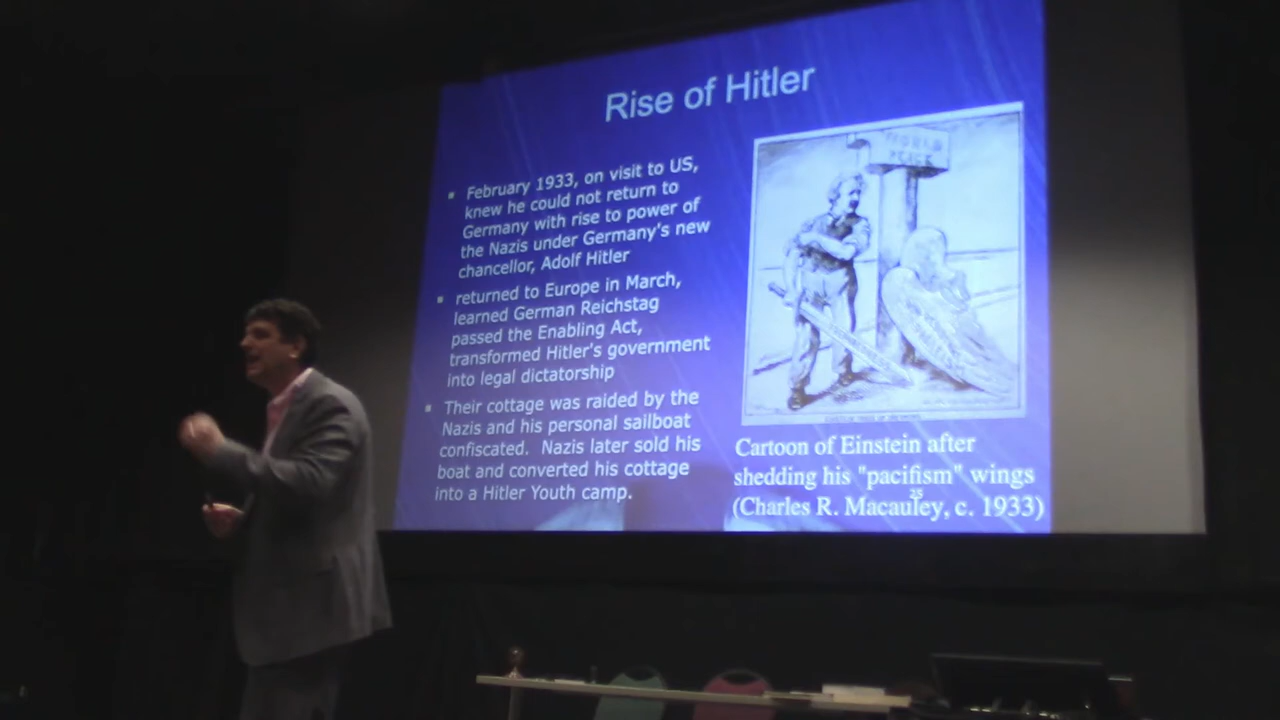 Rise of Hitler
▪ February 1933, on visit to US,
knew he could not return to
Germany with rise to power of
the Nazis under Germany's new
chancellor, Adolf Hitler
▪ returned to Europe in March,
learned German Reichstag
passed the Enabling Act,
transformed Hitler's government
into legal dictatorship
▪ Their cottage was raided by the
Nazis and his personal sailboat
confiscated. Nazis later sold his
boat and converted his cottage
into a Hitler Youth camp.
WORLD
PEACE
Cartoon of Einstein after
shedding his "pacifism" wings
(Charles R. Macauley, c. 1933)
25